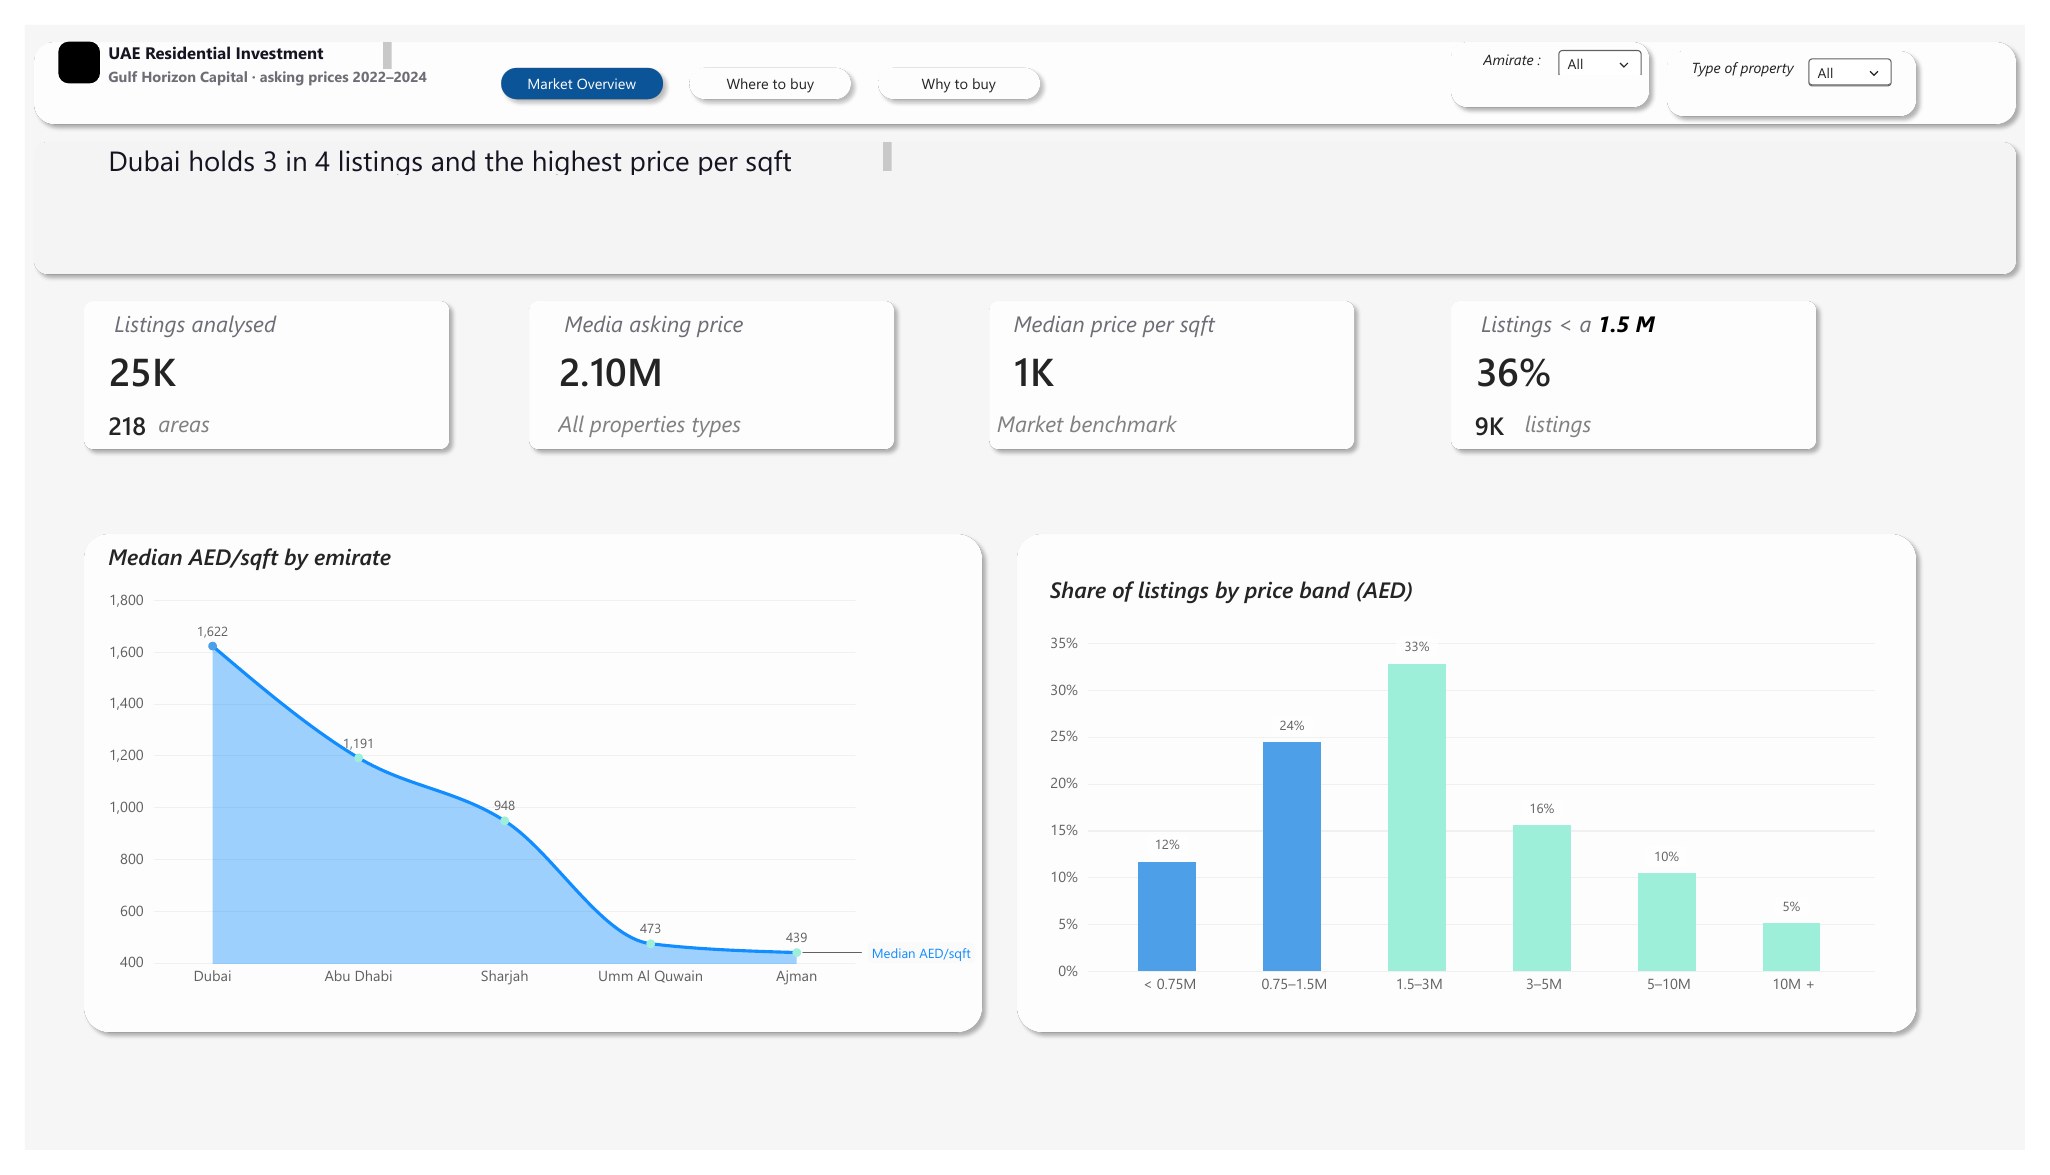 UAE Residential Investment
Gulf Horizon Capital · asking prices 2022–2024
Market Overview
Where to buy
Why to buy
Amirate :
All
Type of property
All
Dubai holds 3 in 4 listings and the highest price per sqft
Listings analysed
25K
218 areas
Media asking price
2.10M
All properties types
Median price per sqft
1K
Market benchmark
Listings < a 1.5 M
36%
9K listings
Median AED/sqft by emirate
1,800
1,600
1,400
1,200
1,000
800
600
400
1,622
1,191
948
473
439
Median AED/sqft
Dubai
Abu Dhabi
Sharjah
Umm Al Quwain
Ajman
Share of listings by price band (AED)
35%
30%
25%
20%
15%
10%
5%
0%
12%
24%
33%
16%
10%
5%
< 0.75M
0.75–1.5M
1.5–3M
3–5M
5–10M
10M +